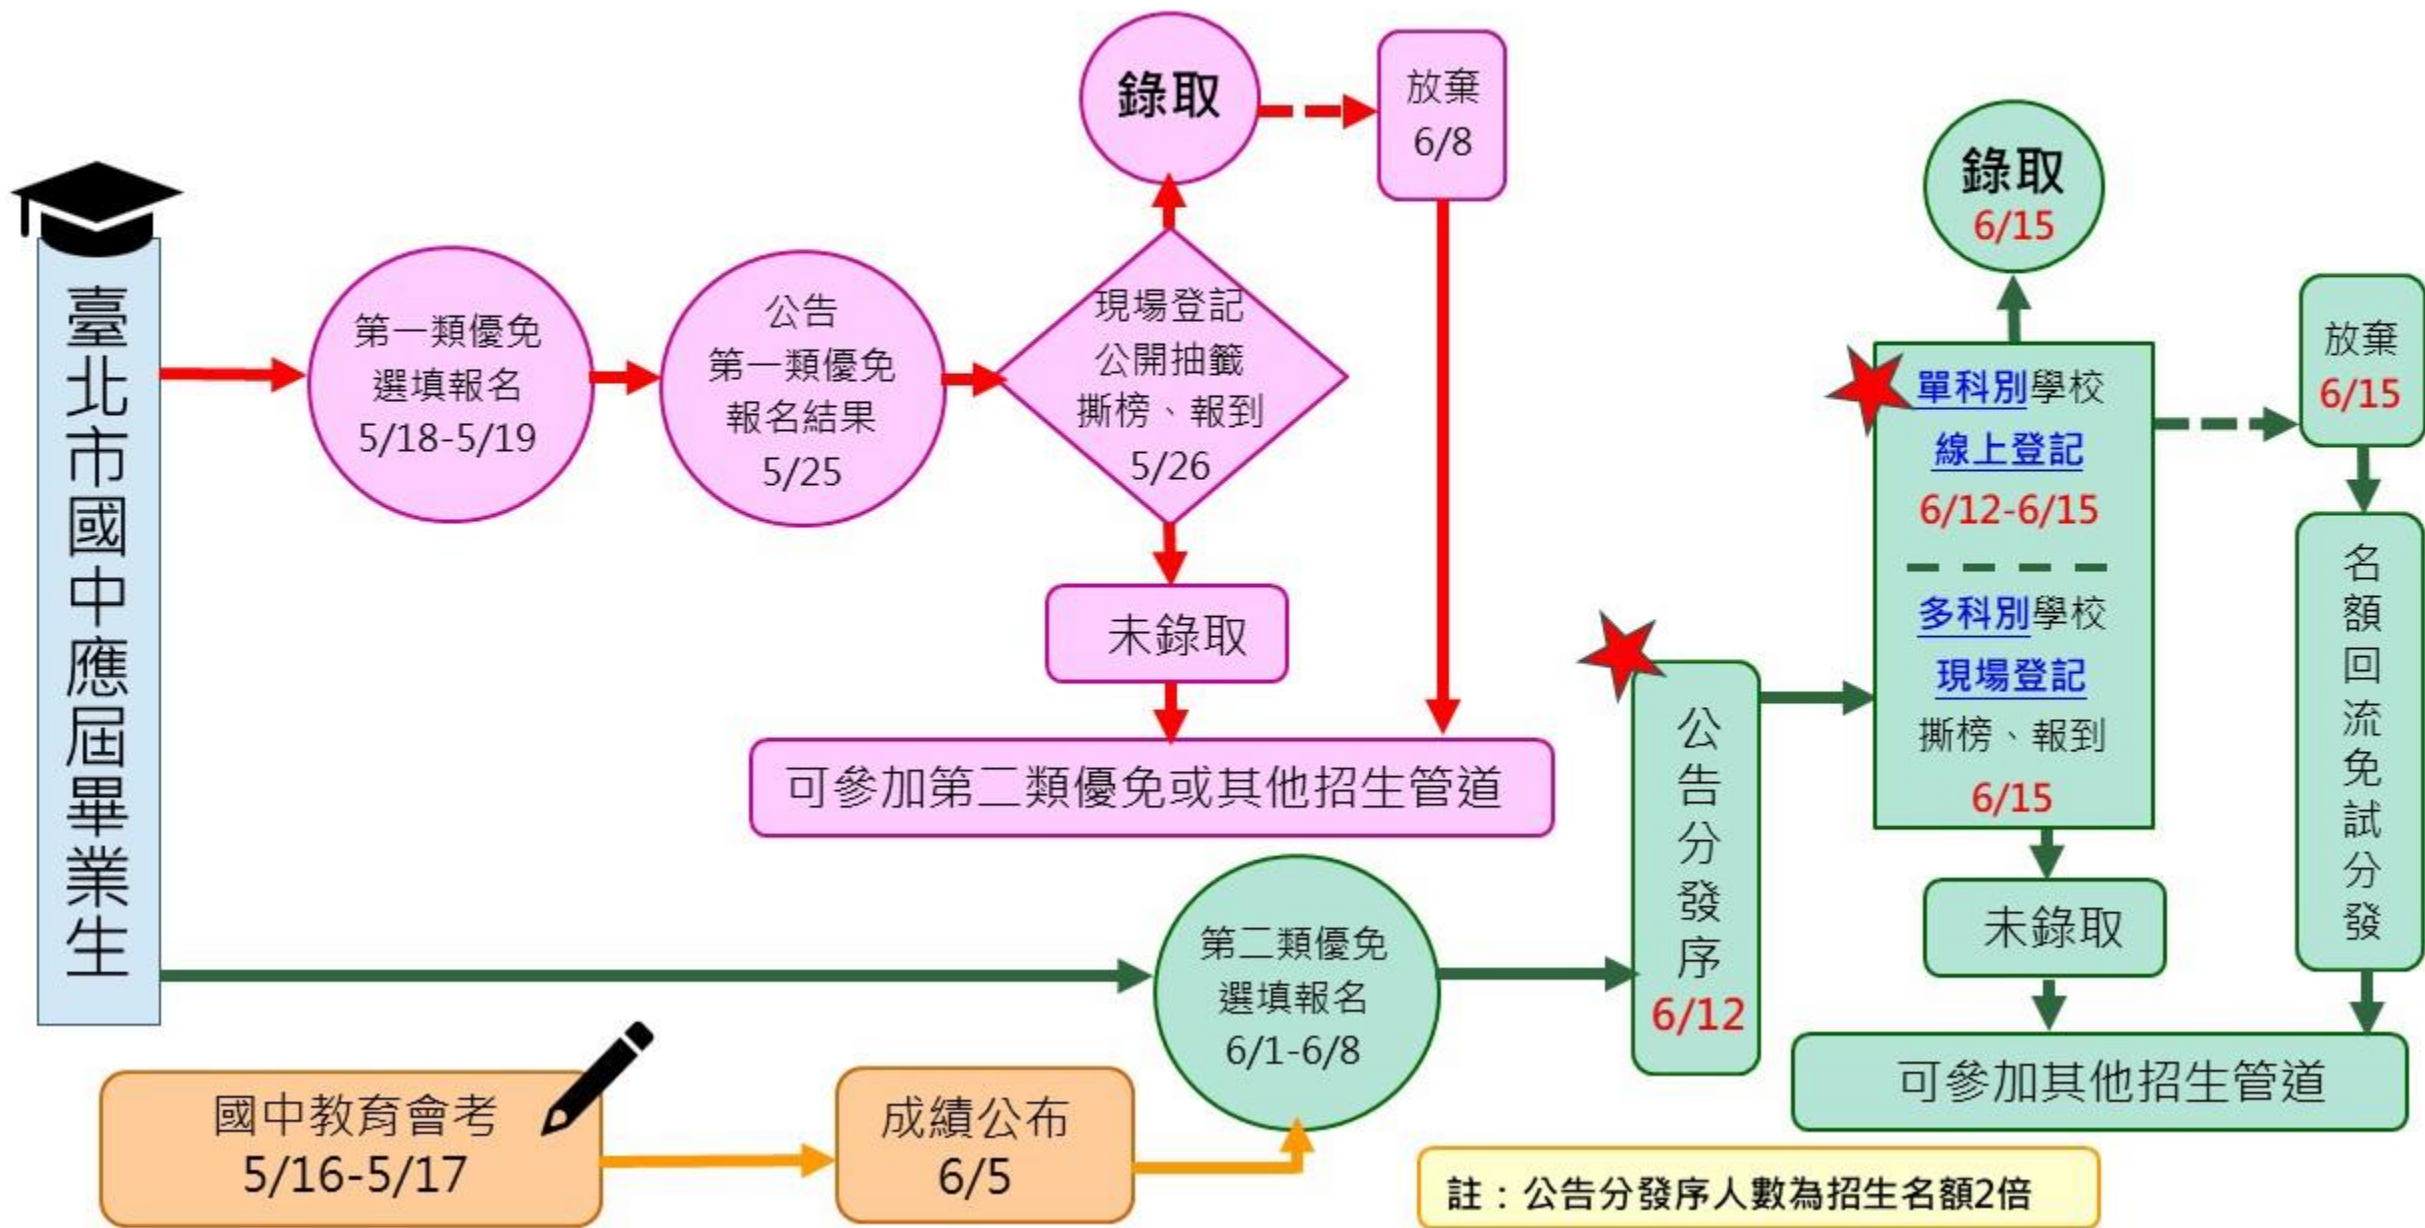 臺北市國中應屆畢業生
第一類優免
選填報名
5/18-5/19
公告
第一類優免
報名結果
5/25
現場登記
公開抽籤
撕榜、報到
5/26
錄取
放棄
6/8
未錄取
可參加第二類優免或其他招生管道
國中教育會考
5/16-5/17
成績公布
6/5
第二類優免
選填報名
6/1-6/8
公告分發序
6/12
單科別學校
線上登記
6/12-6/15
多科別學校
現場登記
撕榜、報到
6/15
錄取
6/15
放棄
6/15
名額回流免試分發
未錄取
可參加其他招生管道
註：公告分發序人數為招生名額2倍